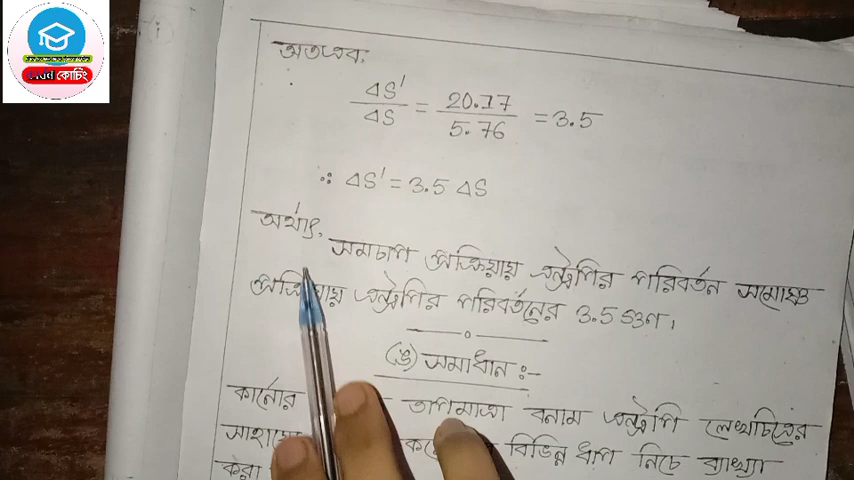 কোচিং
অতএব,
ΔS'/ΔS = 20.17/5.76 = 3.5
∴ ΔS' = 3.5 ΔS
অর্থাৎ, সমচাপ প্রক্রিয়ায় এন্ট্রপির পরিবর্তন সমোষ্ণ
প্রক্রিয়ায় এন্ট্রপির পরিবর্তনের 3.5 গুণ।
(ঙ) সমাধান :-
কার্নোর তাপমাত্রা বনাম এন্ট্রপি লেখচিত্রের
বিভিন্ন ধাপ নিচে ব্যাখ্যা
করা